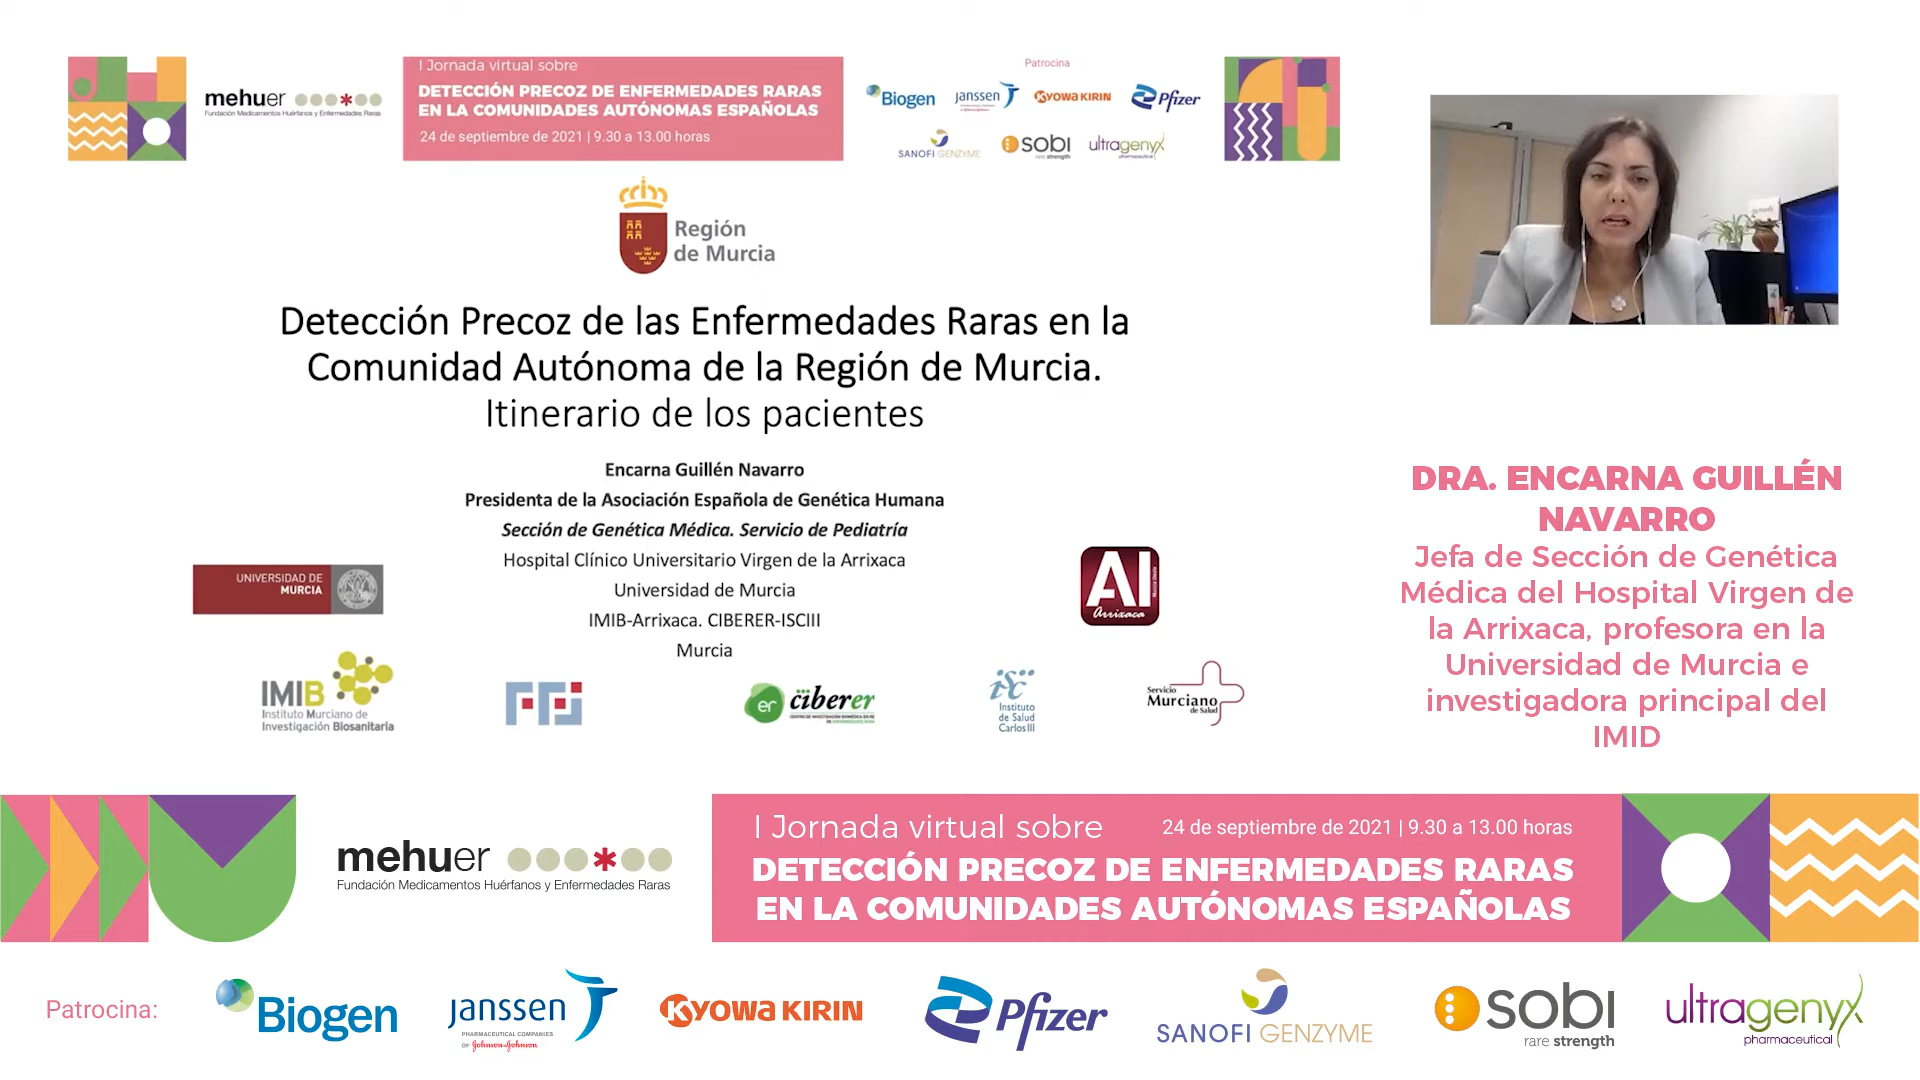 mehuer
Fundación Medicamentos Huérfanos y Enfermedades Raras
I Jornada virtual sobre
DETECCIÓN PRECOZ DE ENFERMEDADES RARAS
EN LA COMUNIDADES AUTÓNOMAS ESPAÑOLAS
24 de septiembre de 2021 | 9.30 a 13.00 horas
Patrocina
Biogen
janssen
KYOWA KIRIN
Pfizer
SANOFI GENZYME
sobi
rare strength
ultragenyx
pharmaceutical
Región
de Murcia
Detección Precoz de las Enfermedades Raras en la
Comunidad Autónoma de la Región de Murcia.
Itinerario de los pacientes
Encarna Guillén Navarro
Presidenta de la Asociación Española de Genética Humana
Sección de Genética Médica. Servicio de Pediatría
Hospital Clínico Universitario Virgen de la Arrixaca
Universidad de Murcia
IMIB-Arrixaca. CIBERER-ISCIII
Murcia
UNIVERSIDAD DE
MURCIA
AI
Arrixaca
IMIB
Instituto Murciano de
Investigación Biosanitaria
FFi
er ciberer
isc
Instituto
de Salud
Carlos III
Servicio
Murciano
de Salud
DRA. ENCARNA GUILLÉN
NAVARRO
Jefa de Sección de Genética
Médica del Hospital Virgen de
la Arrixaca, profesora en la
Universidad de Murcia e
investigadora principal del
IMID
mehuer
Fundación Medicamentos Huérfanos y Enfermedades Raras
I Jornada virtual sobre
24 de septiembre de 2021 | 9.30 a 13.00 horas
DETECCIÓN PRECOZ DE ENFERMEDADES RARAS
EN LA COMUNIDADES AUTÓNOMAS ESPAÑOLAS
Patrocina:
Biogen
janssen
PHARMACEUTICAL COMPANIES
OF Johnson & Johnson
KYOWA KIRIN
Pfizer
SANOFI GENZYME
sobi
rare strength
ultragenyx
pharmaceutical